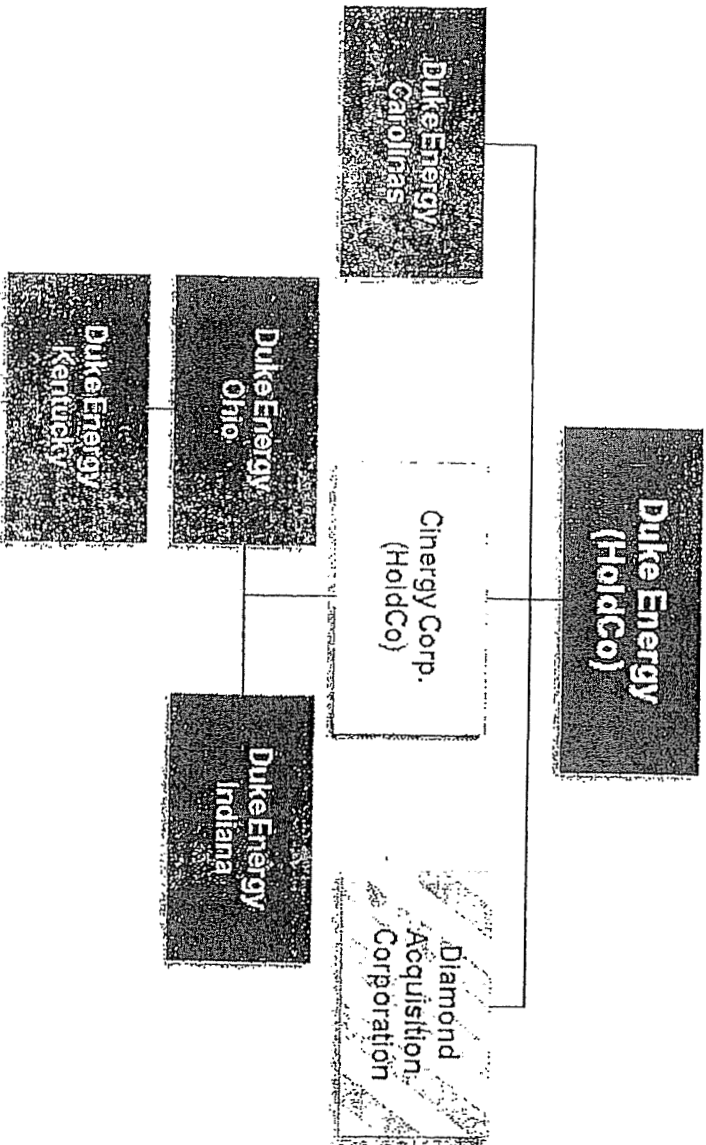 Duke Energy
(HoldCo)
Duke Energy
Carolinas
Cinergy Corp.
(HoldCo)
Diamond
Acquisition
Corporation
Duke Energy
Ohio
Duke Energy
Indiana
Duke Energy
Kentucky